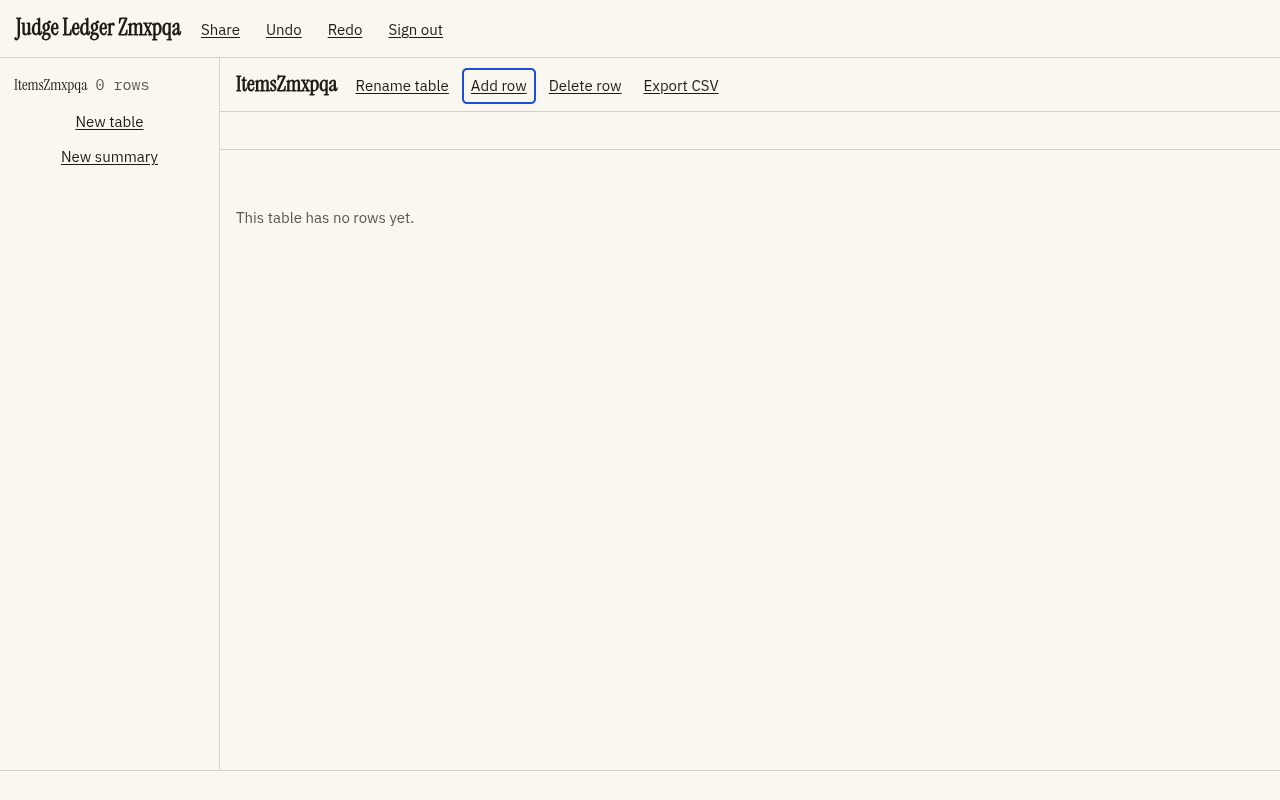 Judge Ledger Zmxpqa Share Undo Redo Sign out
ItemsZmxpqa 0 rows
New table
New summary
ItemsZmxpqa Rename table Add row Delete row Export CSV
This table has no rows yet.